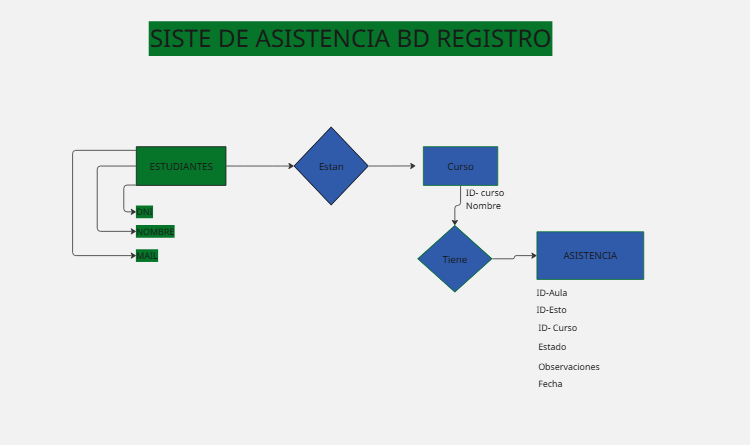 SISTE DE ASISTENCIA BD REGISTRO
ESTUDIANTES
Estan
Curso
DNI
NOMBRE
MAIL
ID- curso
Nombre
Tiene
ASISTENCIA
ID-Aula
ID-Esto
ID- Curso
Estado
Observaciones
Fecha